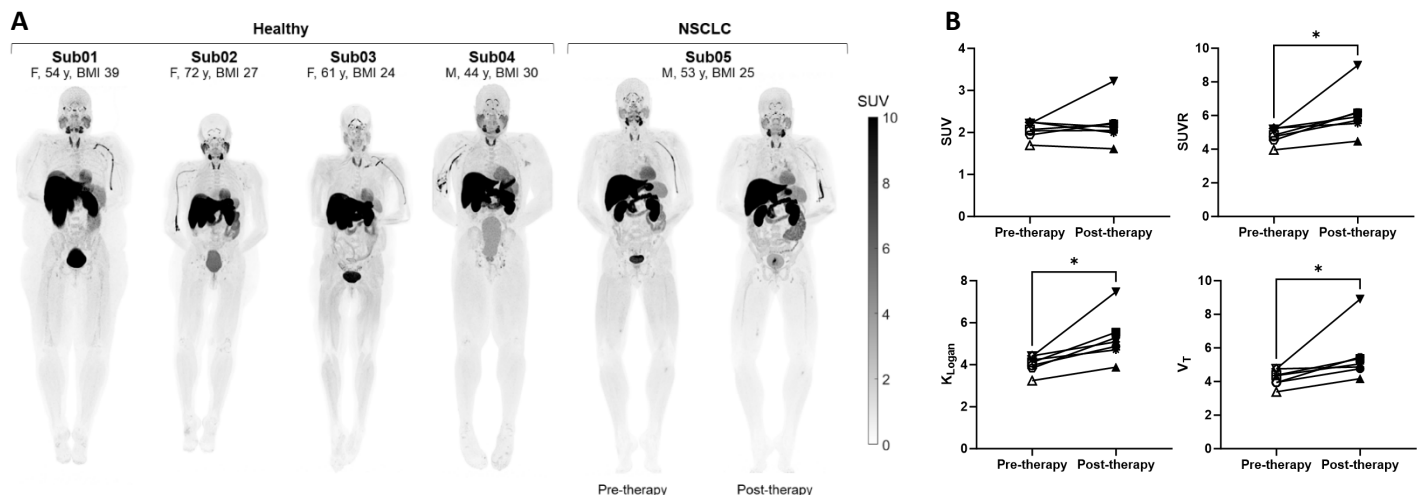 A
Healthy
NSCLC
Sub01
F, 54 y, BMI 39
Sub02
F, 72 y, BMI 27
Sub03
F, 61 y, BMI 24
Sub04
M, 44 y, BMI 30
Sub05
M, 53 y, BMI 25
SUV
10
8
6
4
2
0
Pre-therapy
Post-therapy
B
SUV
4
3
2
1
0
Pre-therapy
Post-therapy
*
SUVR
10
8
6
4
2
0
Pre-therapy
Post-therapy
*
KLogan
8
6
4
2
0
Pre-therapy
Post-therapy
*
VT
10
8
6
4
2
0
Pre-therapy
Post-therapy